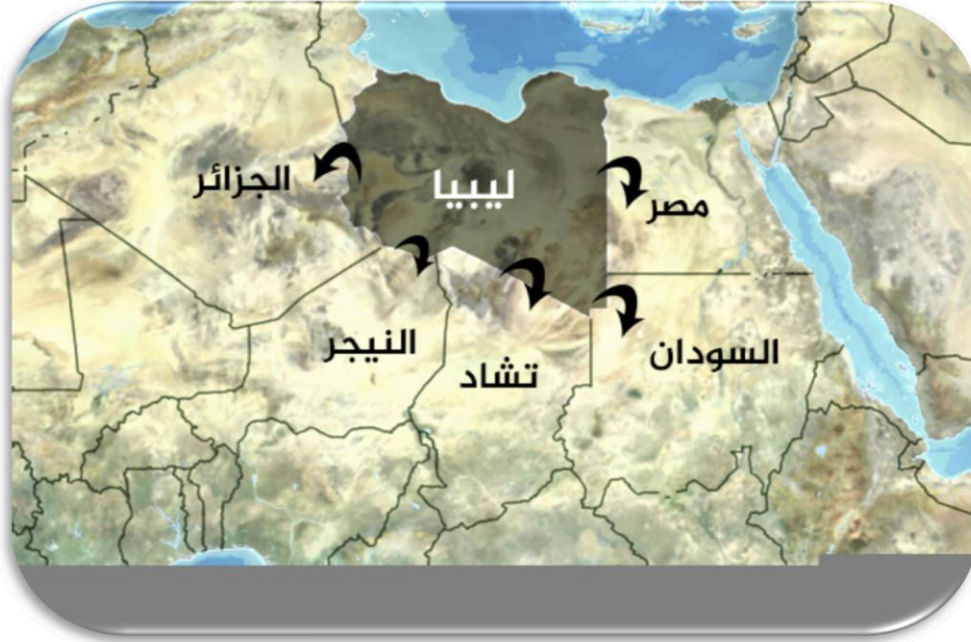 الجزائر
ليبيا
مصر
النيجر
تشاد
السودان